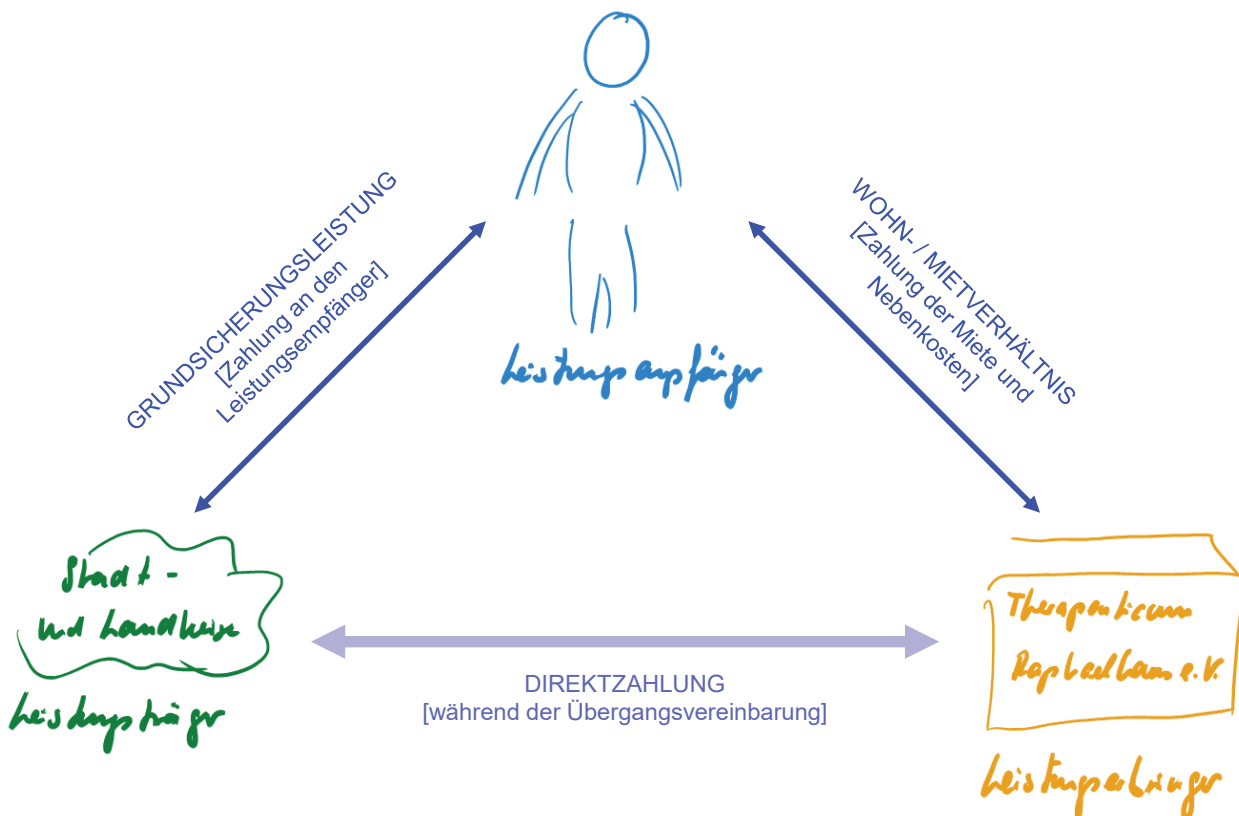 GRUNDSICHERUNGSLEISTUNG
[Zahlung an den
Leistungsempfänger]
WOHN- / MIETVERHÄLTNIS
[Zahlung der Miete und
Nebenkosten]
Leistungsempfänger
Stadt-
und Landkreise
Leistungsträger
DIREKTZAHLUNG
[während der Übergangsvereinbarung]
Therapeuticum
Raphaelhaus e.V.
Leistungserbringer